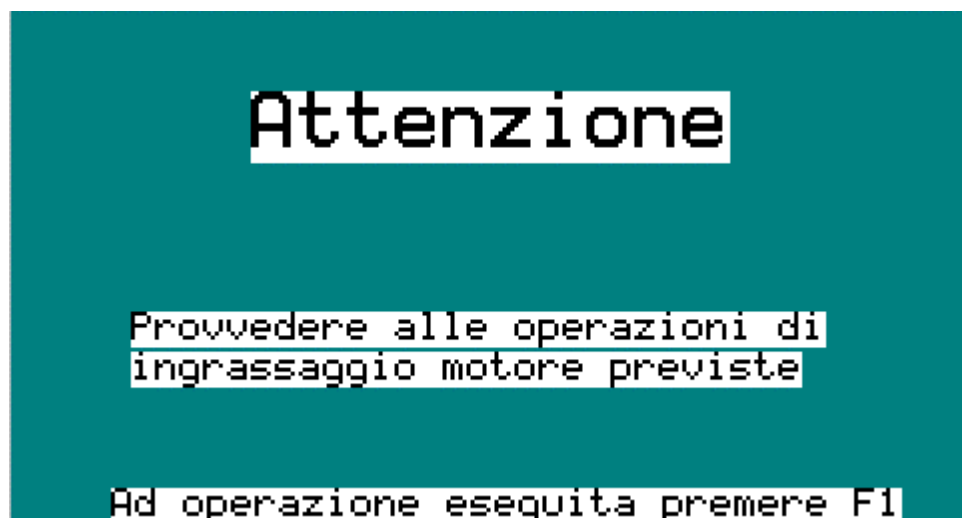 Attenzione
Provvedere alle operazioni di
ingrassaggio motore previste
Ad operazione eseguita premere F1